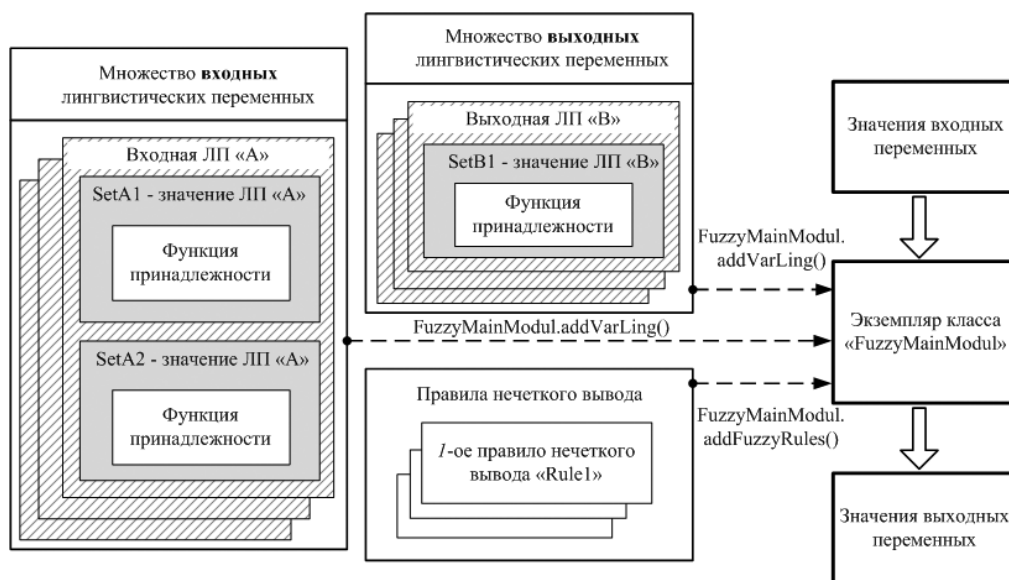 Множество входных
лингвистических переменных
Входная ЛП «А»
SetA1 - значение ЛП «А»
Функция
принадлежности
SetA2 - значение ЛП «А»
Функция
принадлежности
Множество выходных
лингвистических переменных
Выходная ЛП «В»
SetB1 - значение ЛП «В»
Функция
принадлежности
FuzzyMainModul.
addVarLing()
FuzzyMainModul.addVarLing()
Правила нечеткого вывода
1-ое правило нечеткого
вывода «Rule1»
FuzzyMainModul.
addFuzzyRules()
Значения входных
переменных
Экземпляр класса
«FuzzyMainModul»
Значения выходных
переменных